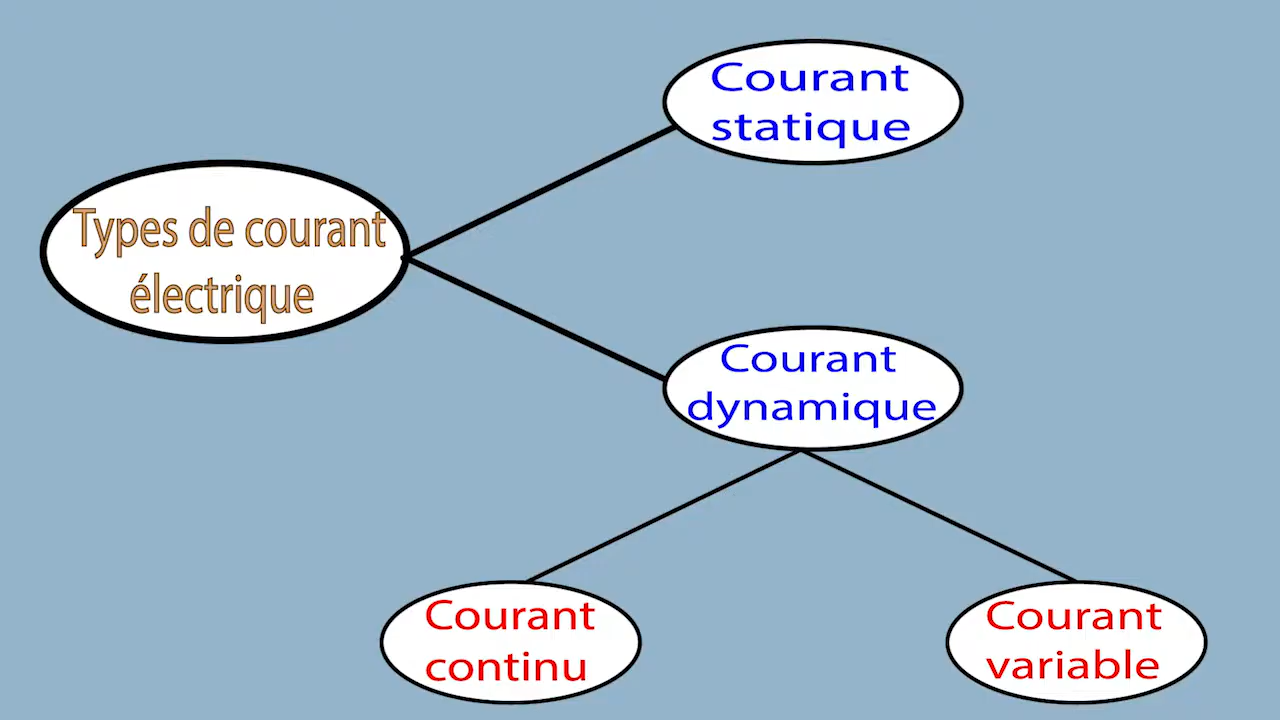 Courant
statique
Types de courant
électrique
Courant
dynamique
Courant
continu
Courant
variable